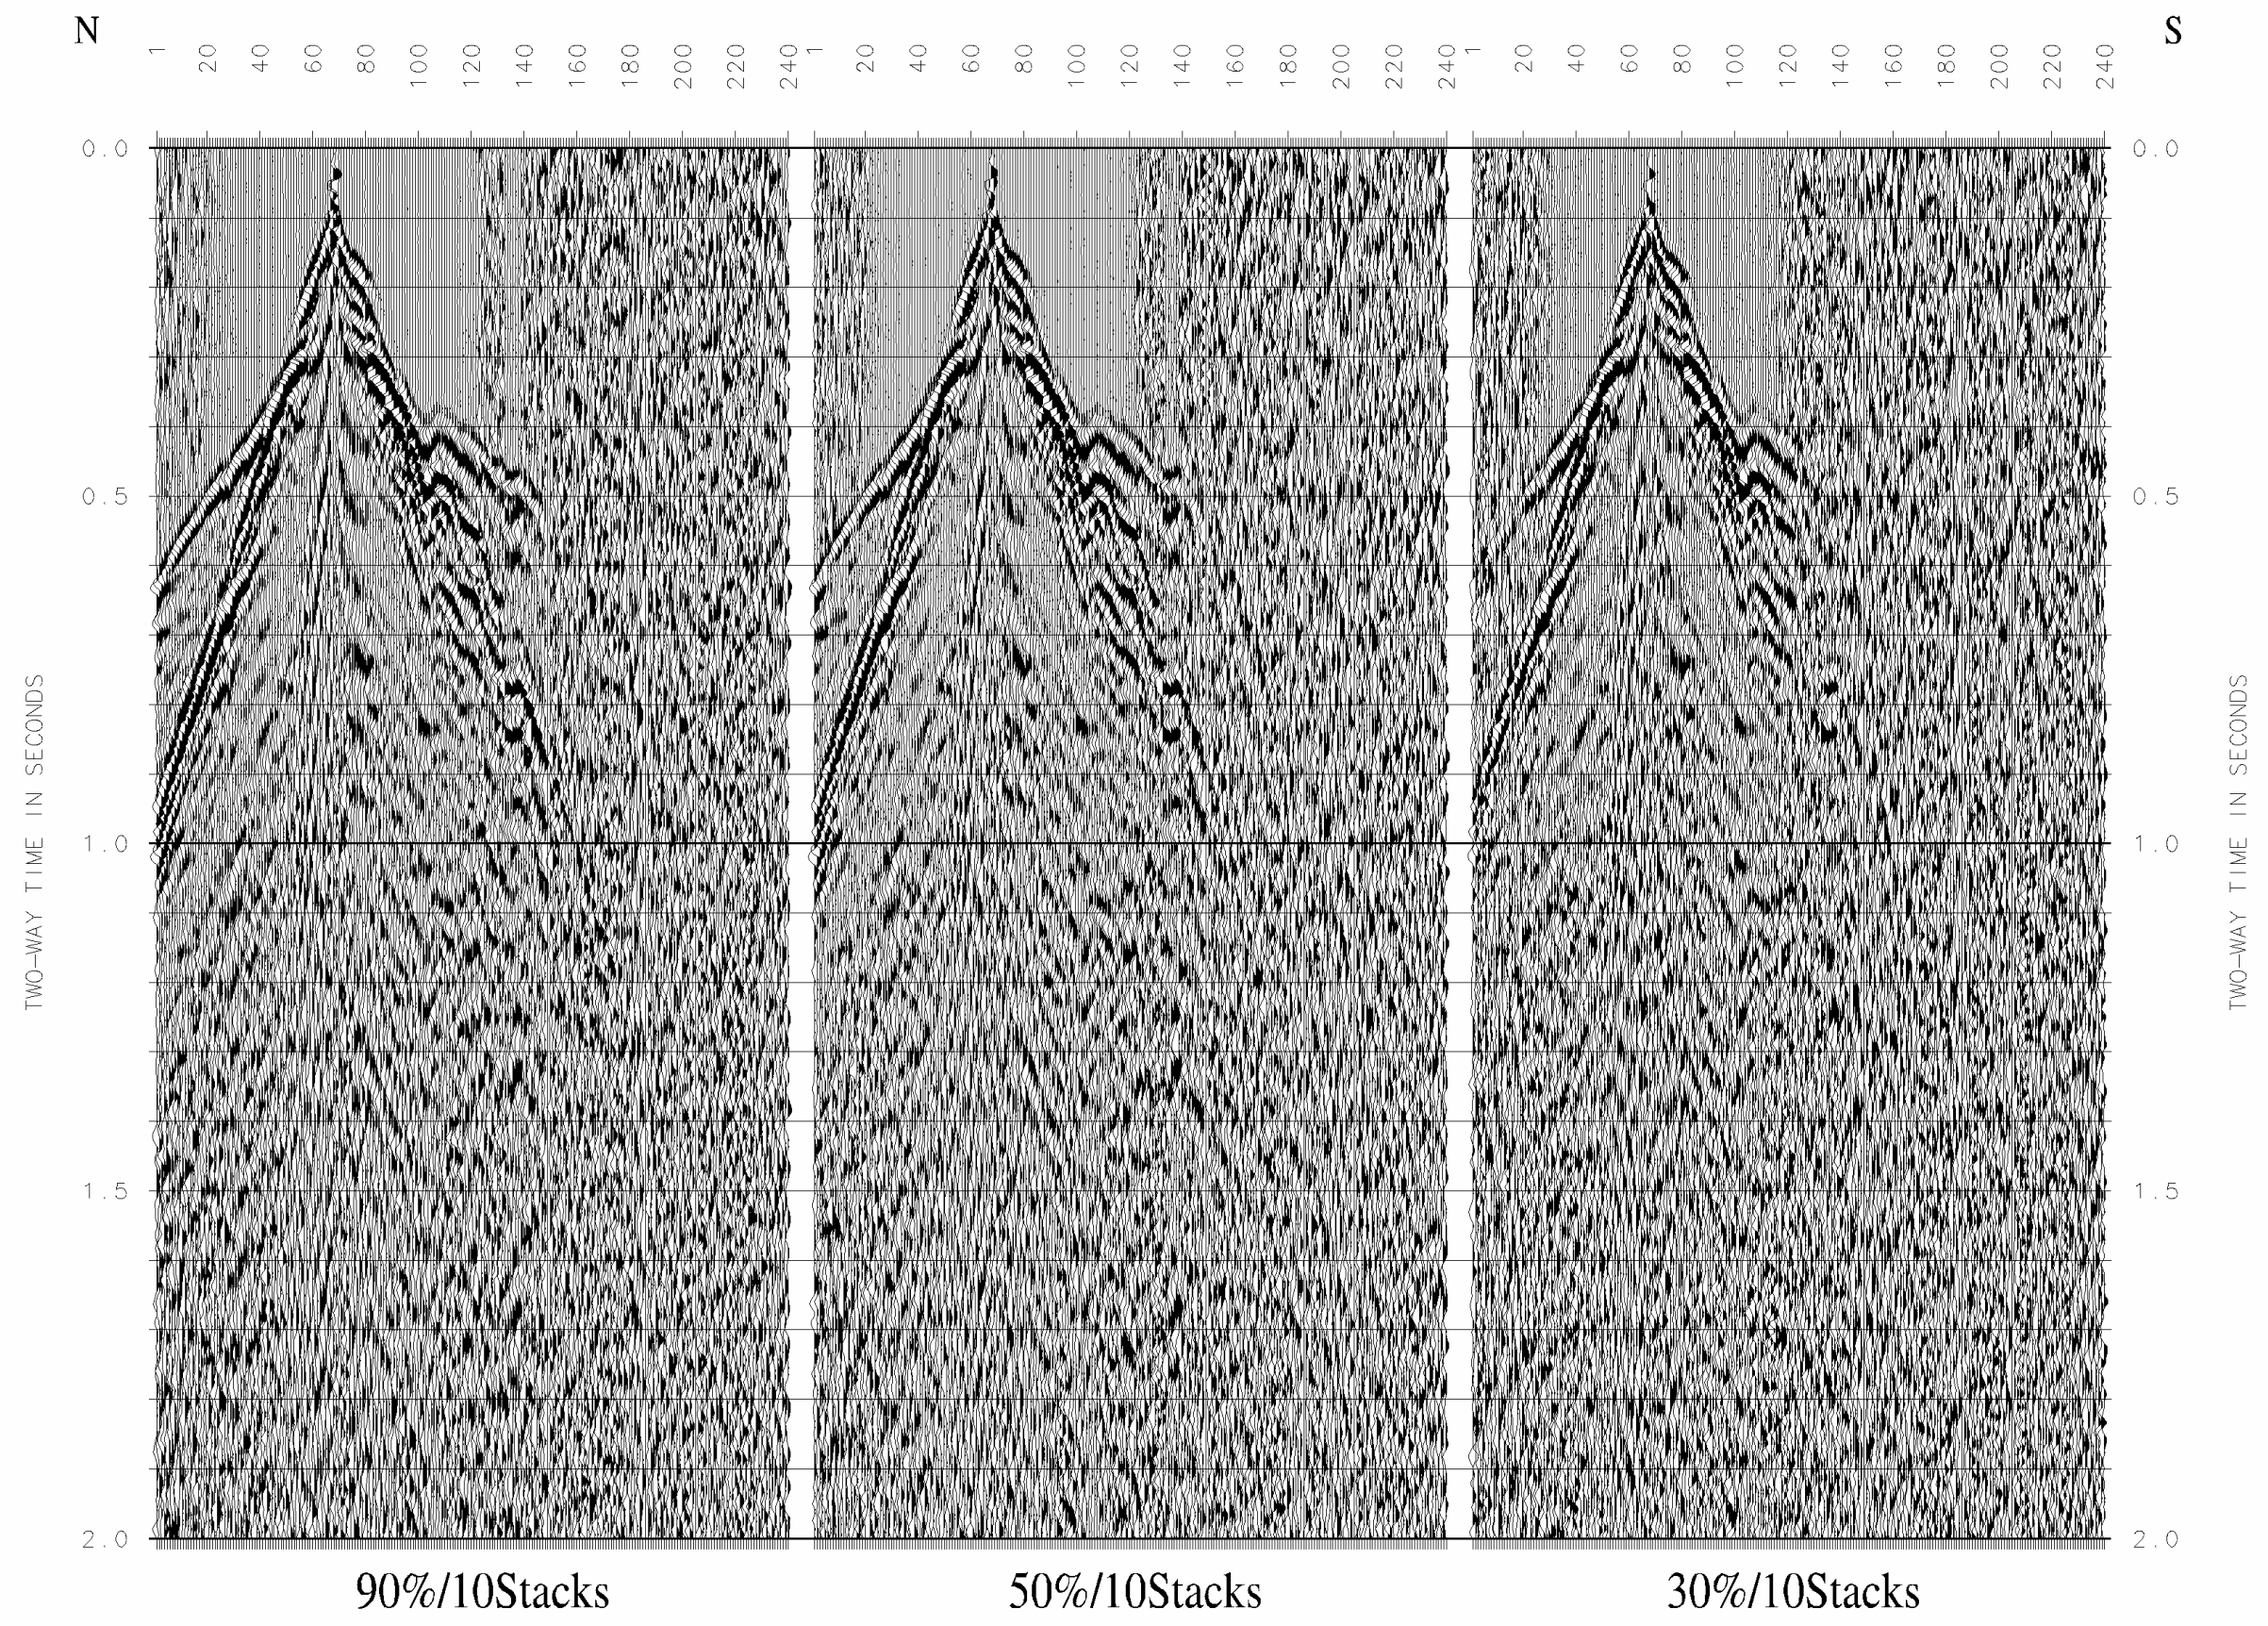 N S
1 20 40 60 80 100 120 140 160 180 200 220 240 1 20 40 60 80 100 120 140 160 180 200 220 240 1 20 40 60 80 100 120 140 160 180 200 220 240
0.0 0.0
0.5 0.5
TWO-WAY TIME IN SECONDS TWO-WAY TIME IN SECONDS
1.0 1.0
1.5 1.5
2.0 2.0
90%/10Stacks 50%/10Stacks 30%/10Stacks